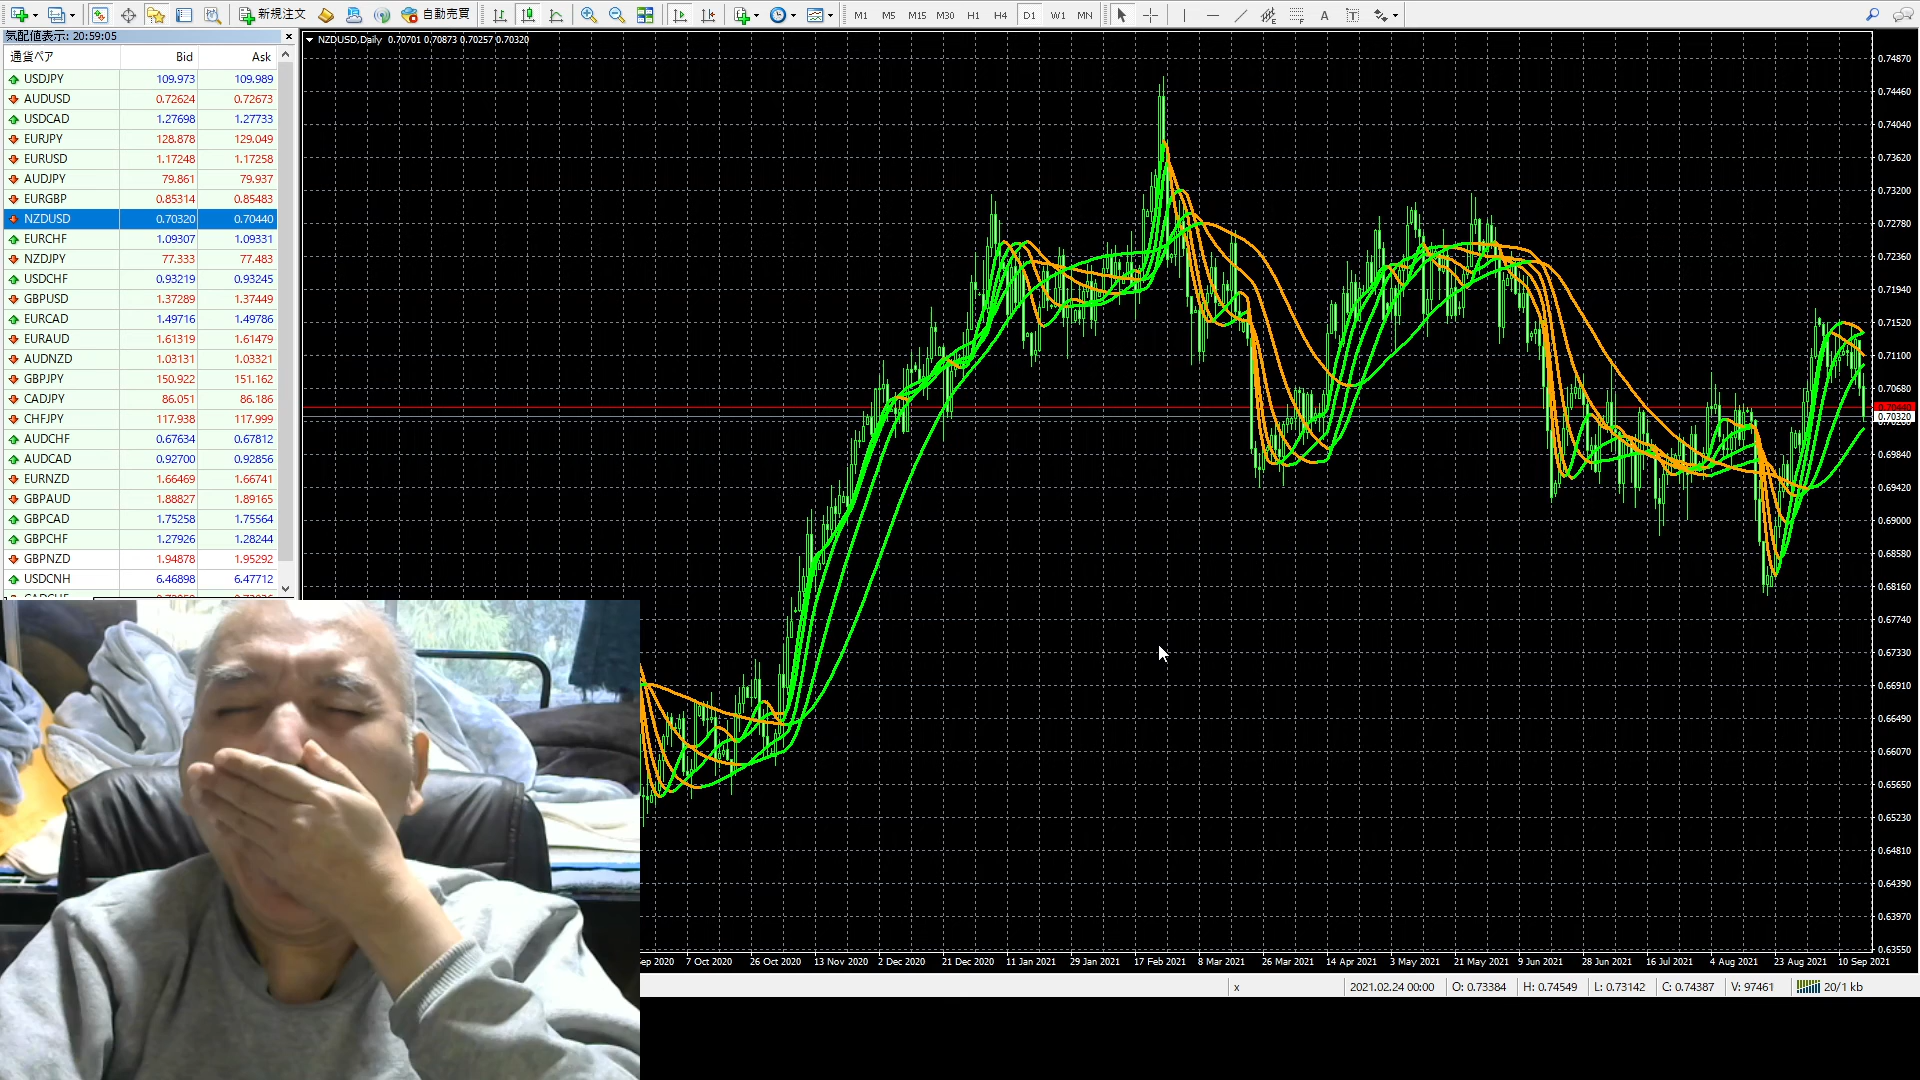 新規注文 自動売買 M1 M5 M15 M30 H1 H4 D1 W1 MN A T
気配値表示: 20:59:05
通貨ペア Bid Ask
USDJPY 109.973 109.989
AUDUSD 0.72624 0.72673
USDCAD 1.27698 1.27733
EURJPY 128.878 129.049
EURUSD 1.17248 1.17258
AUDJPY 79.861 79.937
EURGBP 0.85314 0.85483
NZDUSD 0.70320 0.70440
EURCHF 1.09307 1.09331
NZDJPY 77.333 77.483
USDCHF 0.93219 0.93245
GBPUSD 1.37289 1.37449
EURCAD 1.49716 1.49786
EURAUD 1.61319 1.61479
AUDNZD 1.03131 1.03321
GBPJPY 150.922 151.162
CADJPY 86.051 86.186
CHFJPY 117.938 117.999
AUDCHF 0.67634 0.67812
AUDCAD 0.92700 0.92856
EURNZD 1.66469 1.66741
GBPAUD 1.88827 1.89165
GBPCAD 1.75258 1.75564
GBPCHF 1.27926 1.28244
GBPNZD 1.94878 1.95292
USDCNH 6.46898 6.47712
NZDUSD,Daily 0.70701 0.70873 0.70257 0.70320
0.74870
0.74460
0.74040
0.73620
0.73200
0.72780
0.72360
0.71940
0.71520
0.71100
0.70680
0.70320
0.69840
0.69420
0.69000
0.68580
0.68160
0.67740
0.67330
0.66910
0.66490
0.66070
0.65650
0.65230
0.64810
0.64390
0.63970
0.63550
2020 7 Oct 2020 26 Oct 2020 13 Nov 2020 2 Dec 2020 21 Dec 2020 11 Jan 2021 29 Jan 2021 17 Feb 2021 8 Mar 2021 26 Mar 2021 14 Apr 2021 3 May 2021 21 May 2021 9 Jun 2021 28 Jun 2021 16 Jul 2021 4 Aug 2021 23 Aug 2021 10 Sep 2021
x 2021.02.24 00:00 O: 0.73384 H: 0.74549 L: 0.73142 C: 0.74387 V: 97461 20/1 kb